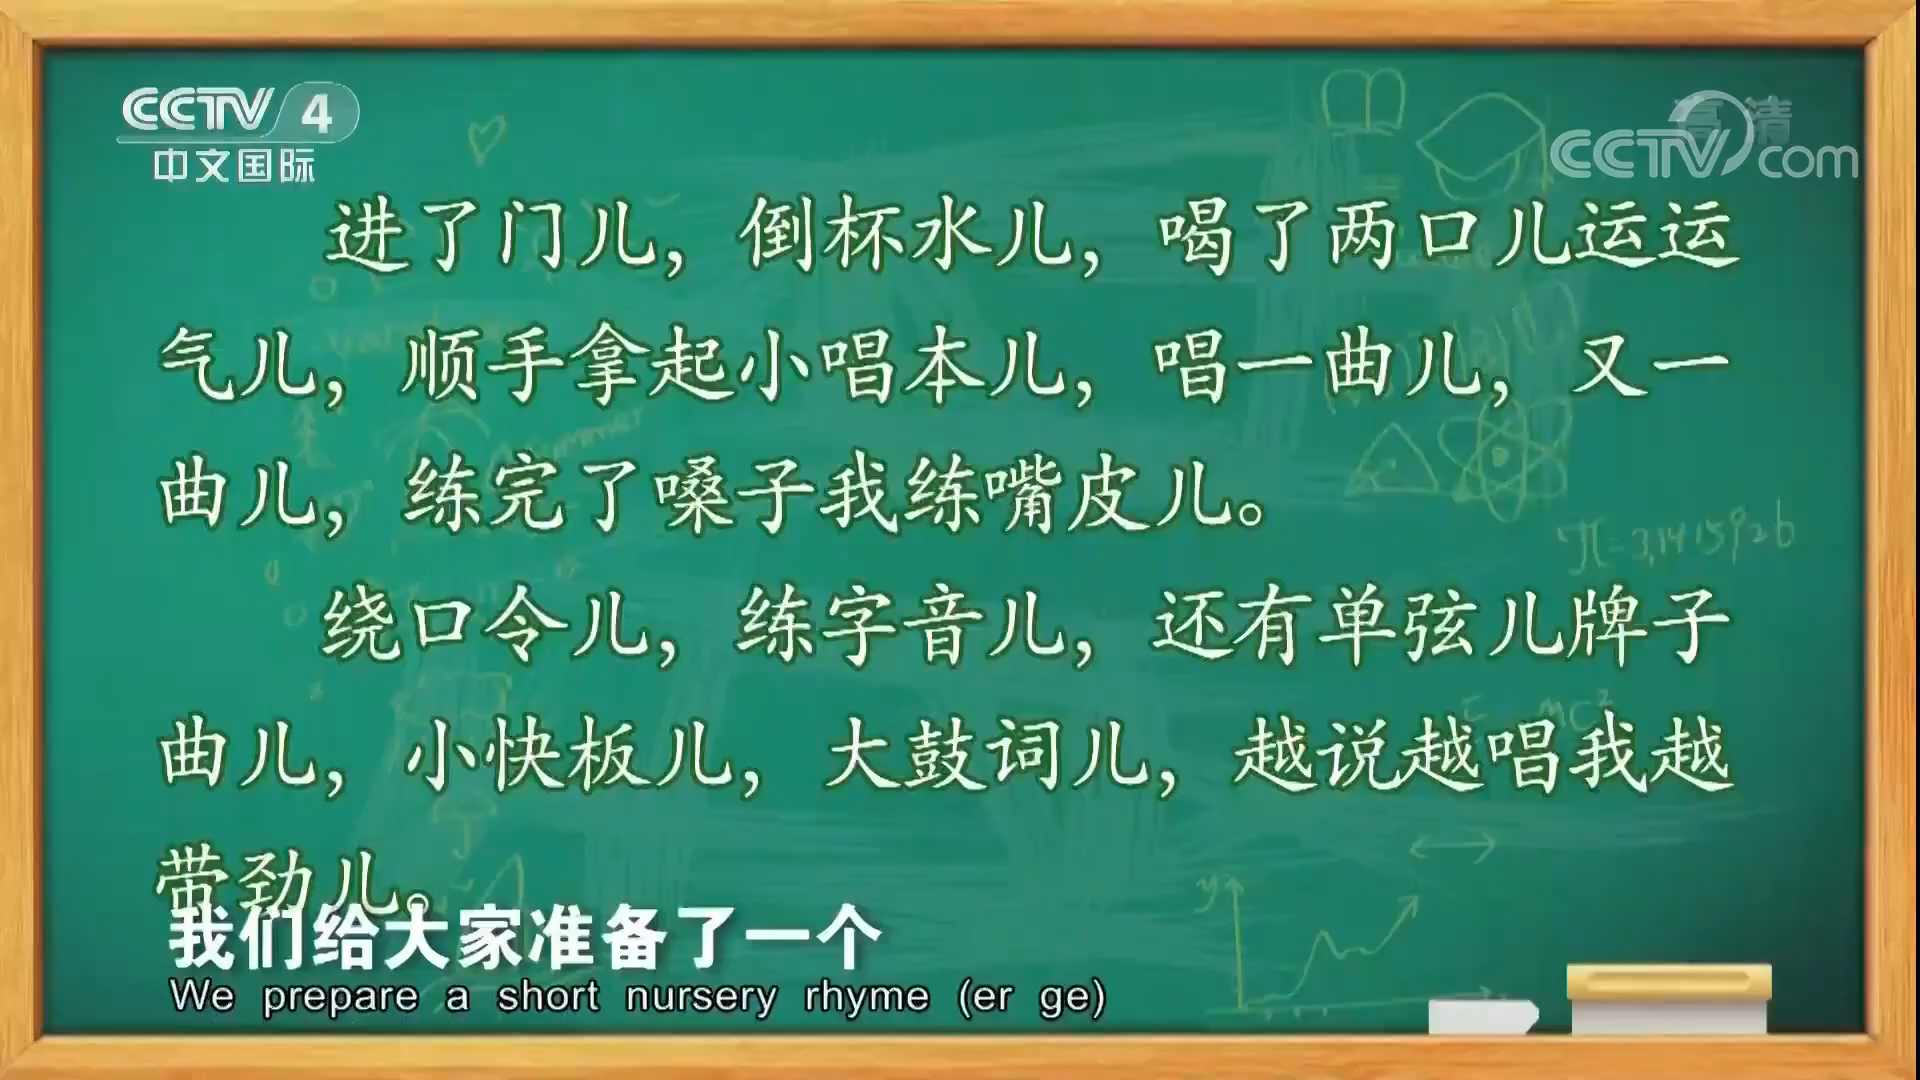 CCTV 4
中文国际
高清
CCTV.com
进了门儿，倒杯水儿，喝了两口儿运运
气儿，顺手拿起小唱本儿，唱一曲儿，又一
曲儿，练完了嗓子我练嘴皮儿。
绕口令儿，练字音儿，还有单弦儿牌子
曲儿，小快板儿，大鼓词儿，越说越唱我越
带劲儿。
我们给大家准备了一个
We prepare a short nursery rhyme (er ge)
π=3,1415926
MC²
y
summer